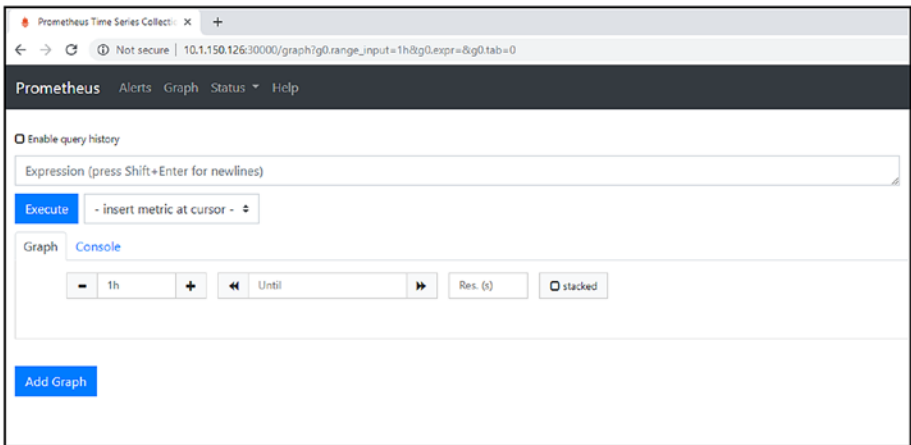 Prometheus Time Series Collectio
Not secure | 10.1.150.126:30000/graph?g0.range_input=1h&g0.expr=&g0.tab=0
Prometheus Alerts Graph Status Help
Enable query history
Expression (press Shift+Enter for newlines)
Execute - insert metric at cursor -
Graph Console
1h Until Res. (s) stacked
Add Graph